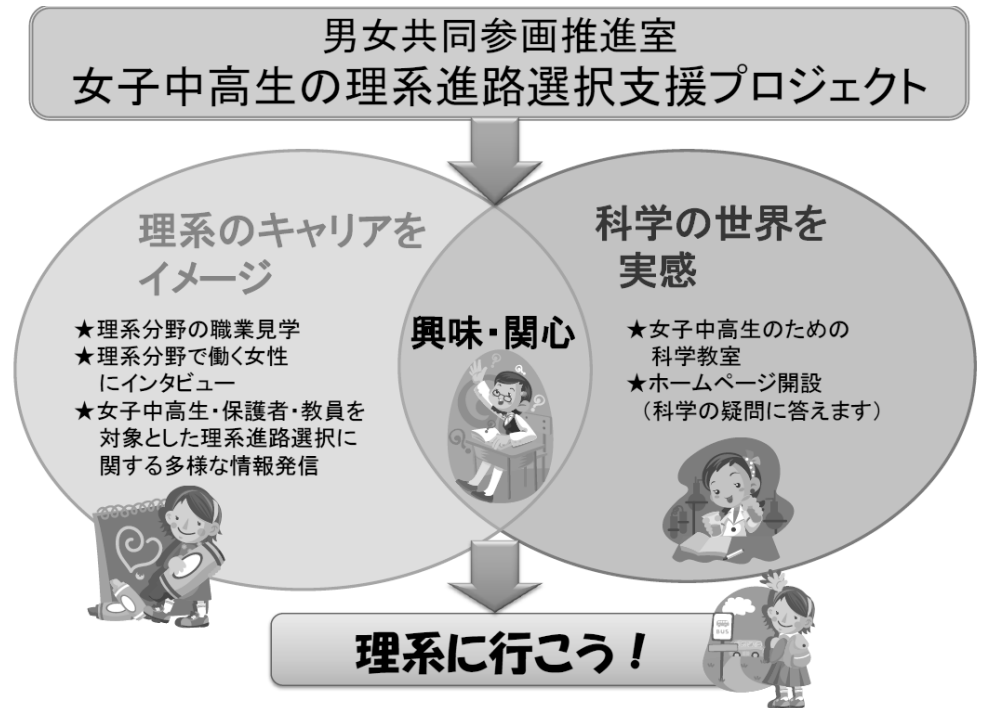 男女共同参画推進室
女子中高生の理系進路選択支援プロジェクト
理系のキャリアを
イメージ
★理系分野の職業見学
★理系分野で働く女性
にインタビュー
★女子中高生・保護者・教員を
対象とした理系進路選択に
関する多様な情報発信
興味・関心
科学の世界を
実感
★女子中高生のための
科学教室
★ホームページ開設
（科学の疑問に答えます）
BUS
理系に行こう！